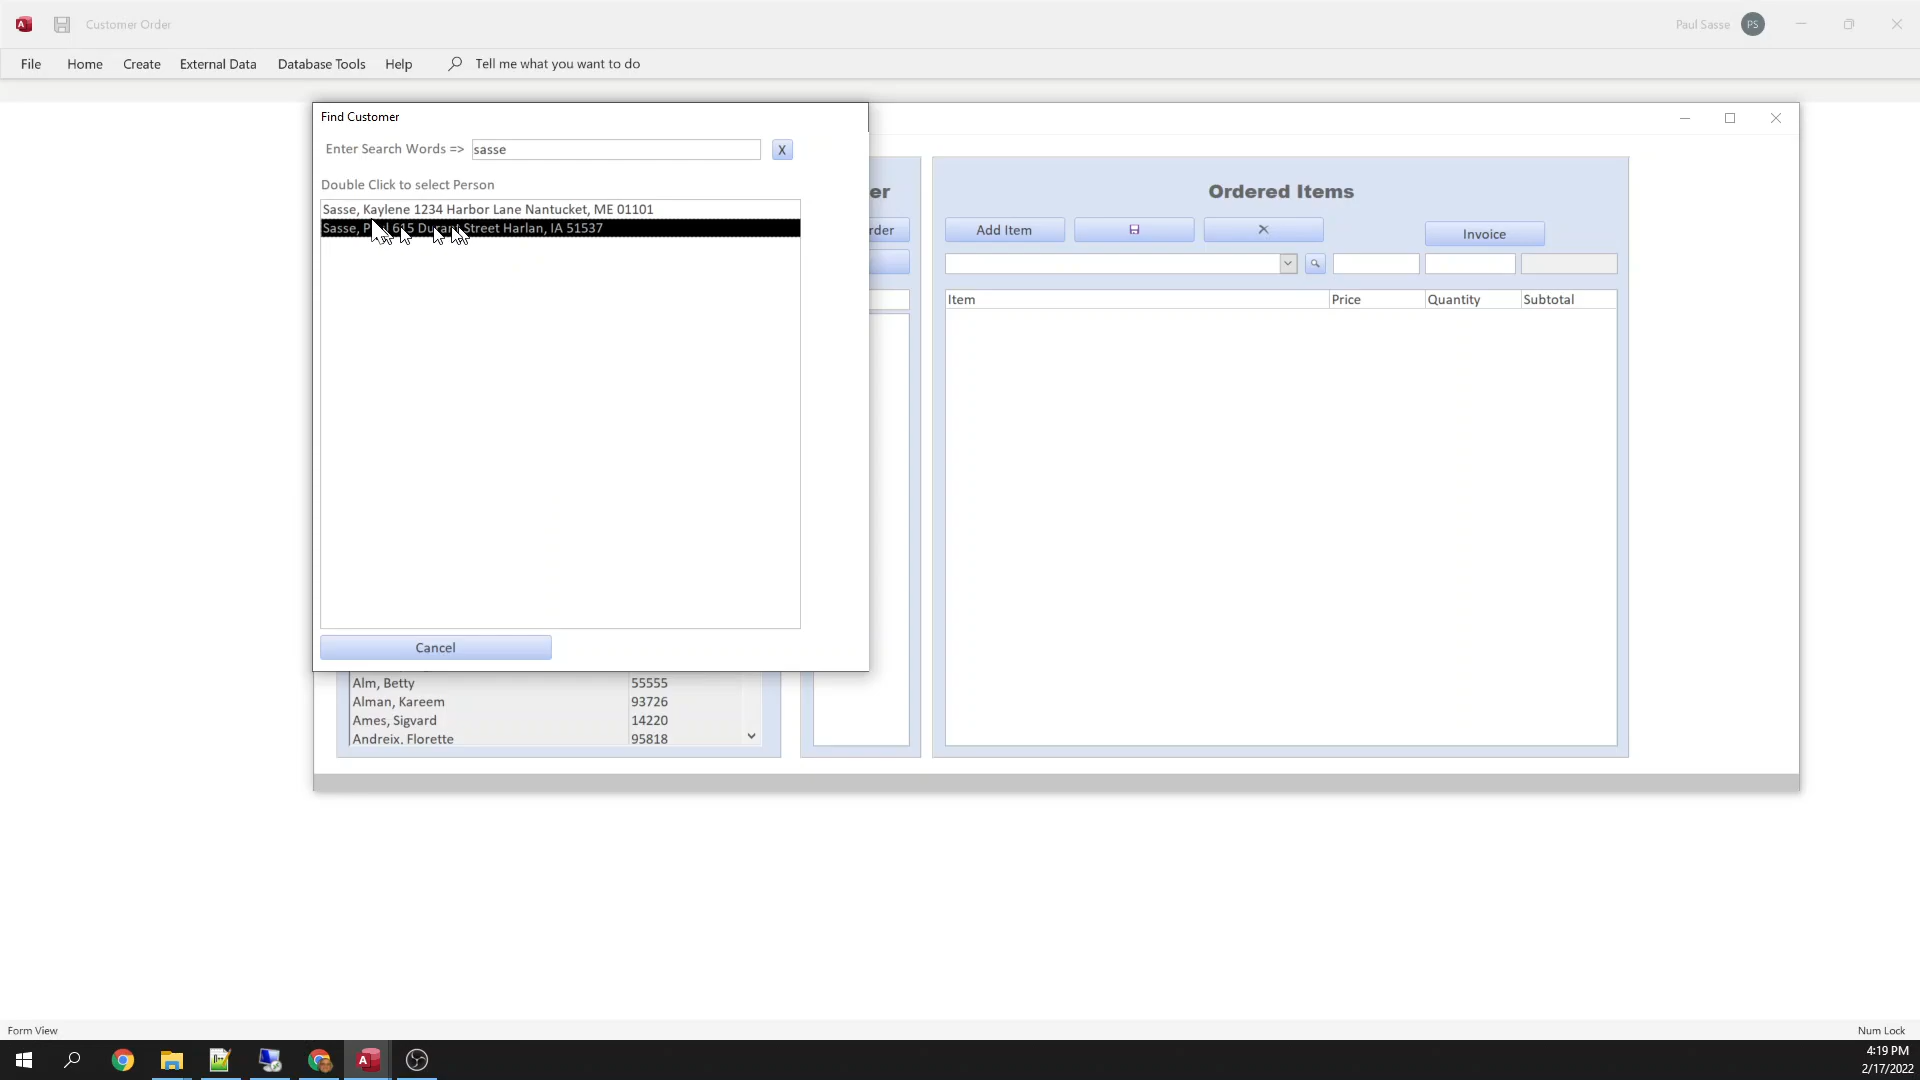 Customer Order
Paul Sasse
PS
File
Home
Create
External Data
Database Tools
Help
Tell me what you want to do
Find Customer
Enter Search Words =>
sasse
X
Double Click to select Person
Sasse, Kaylene 1234 Harbor Lane Nantucket, ME 01101
Sasse, 615 Durant Street Harlan, IA 51537
Cancel
Alm, Betty 55555
Alman, Kareem 93726
Ames, Sigvard 14220
Andreix, Florette 95818
er
rder
Ordered Items
Add Item
Invoice
Item
Price
Quantity
Subtotal
Form View
Num Lock
4:19 PM
2/17/2022